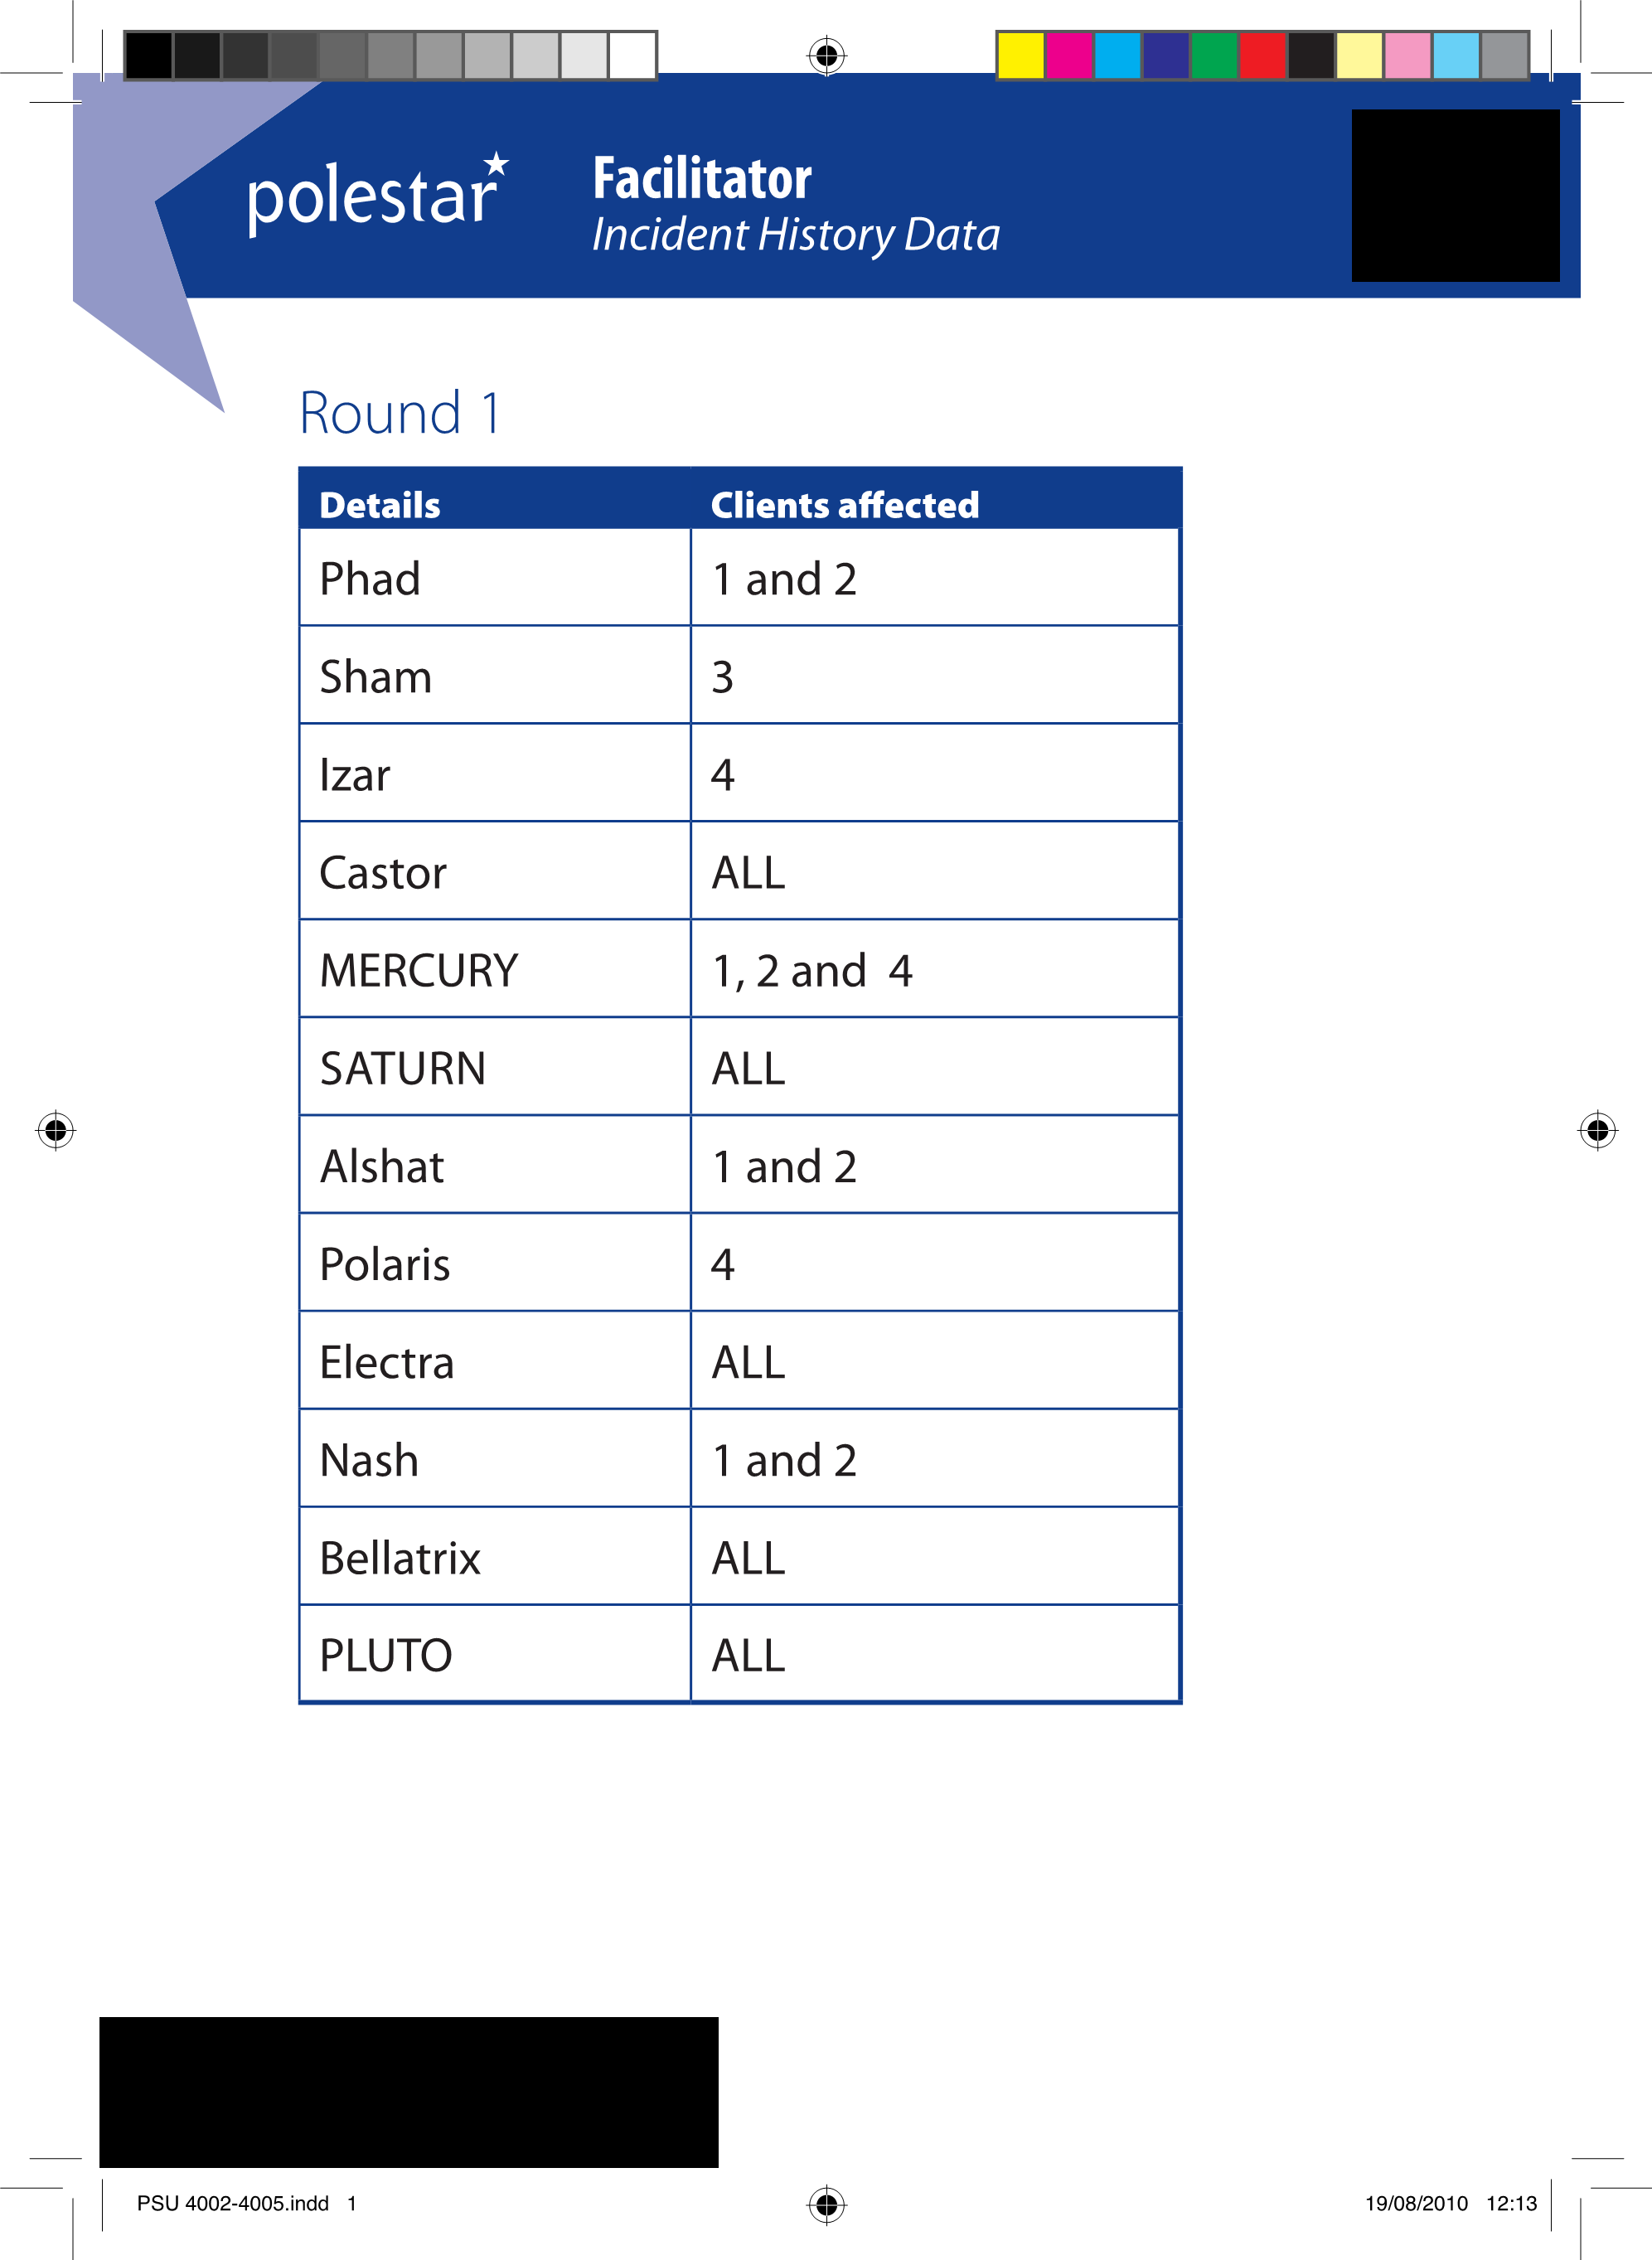 polestar
Facilitator
Incident History Data
Round 1
Details Clients affected
Phad 1 and 2
Sham 3
Izar 4
Castor ALL
MERCURY 1, 2 and  4
SATURN ALL
Alshat 1 and 2
Polaris 4
Electra ALL
Nash 1 and 2
Bellatrix ALL
PLUTO ALL
PSU 4002-4005.indd   1 19/08/2010   12:13